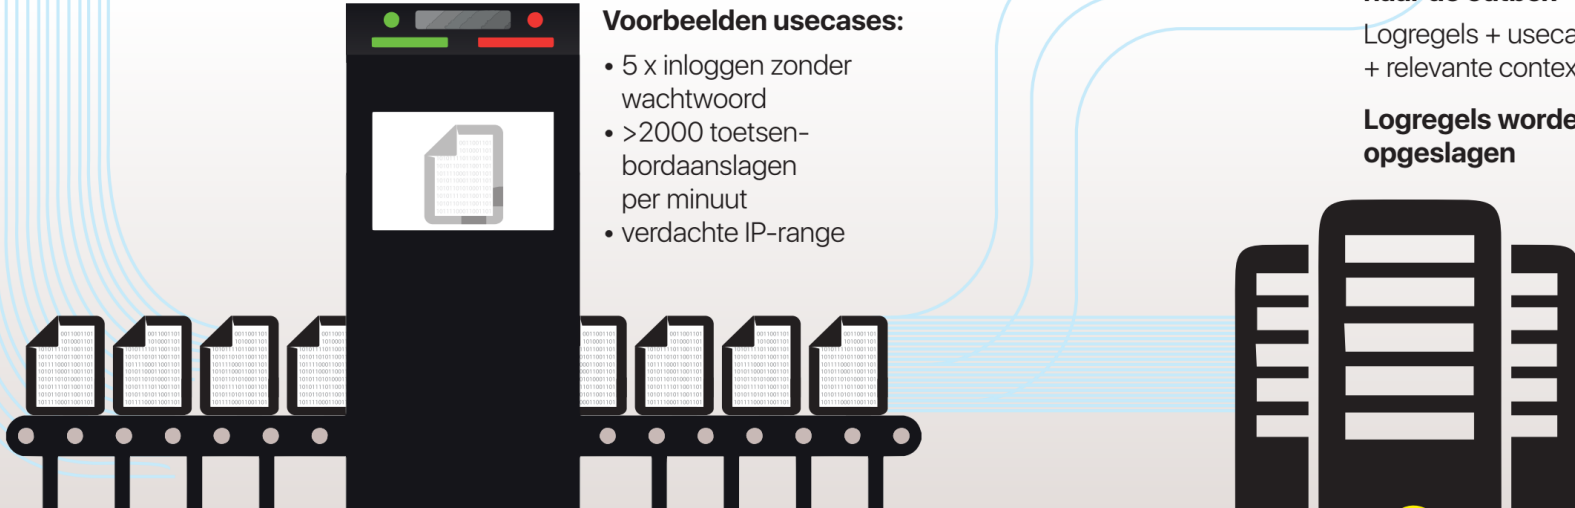 Voorbeelden usecases:
• 5 x inloggen zonder
wachtwoord
• >2000 toetsen-
bordaanslagen
per minuut
• verdachte IP-range
Logregels + useca
+ relevante contex
Logregels worde
opgeslagen